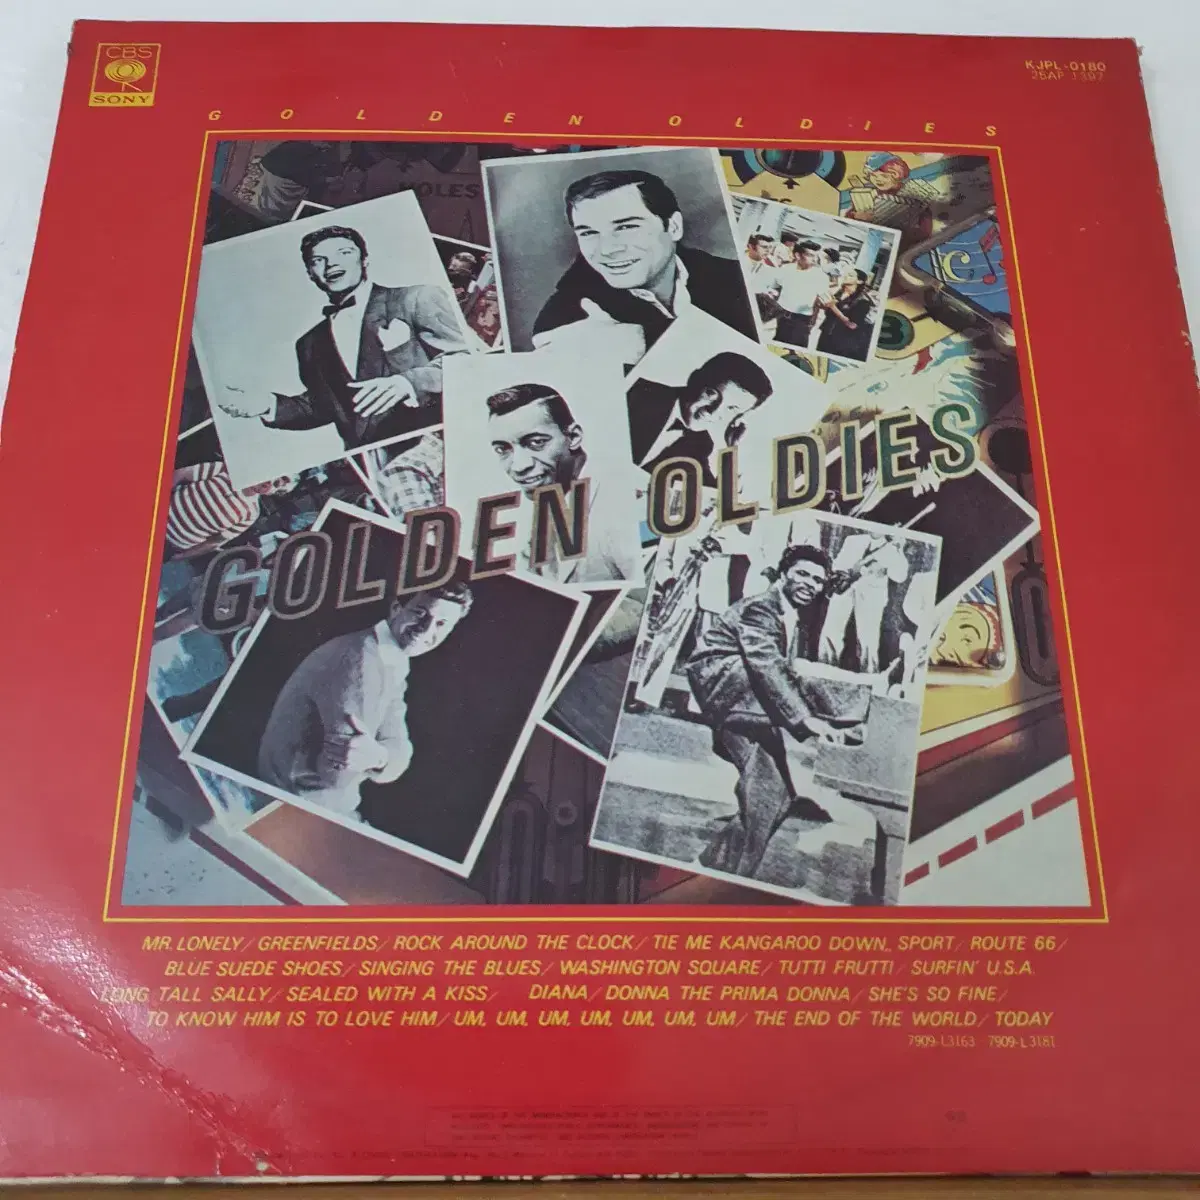 CBS
SONY
KJPL-0180
25AP 1397
GOLDEN OLDIES
GOLDEN OLDIES
MR. LONELY/GREENFIELDS/ROCK AROUND THE CLOCK/TIE ME KANGAROO DOWN, SPORT/ROUTE 66/
BLUE SUEDE SHOES/SINGING THE BLUES/WASHINGTON SQUARE/TUTTI FRUTTI/SURFIN' U.S.A.
LONG TALL SALLY/SEALED WITH A KISS/ DIANA/DONNA THE PRIMA DONNA/SHE'S SO FINE/
TO KNOW HIM IS TO LOVE HIM/UM, UM, UM, UM, UM, UM, UM/THE END OF THE WORLD/TODAY
7909-L3163 7909-L3181